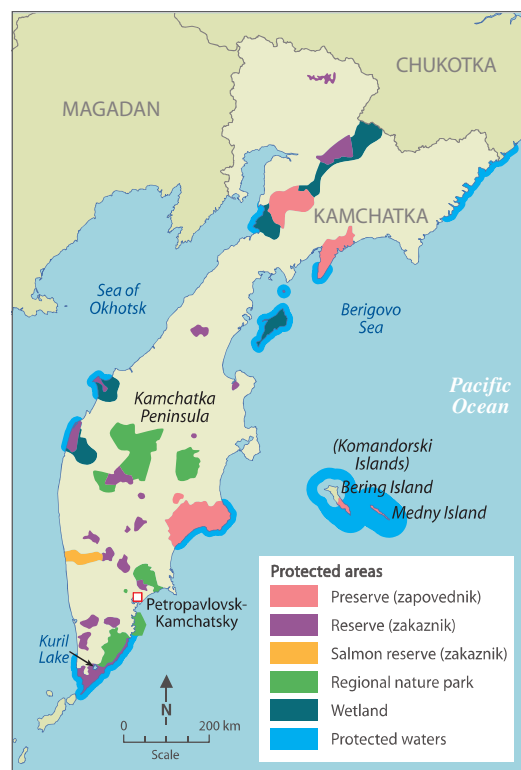 CHUKOTKA
MAGADAN
KAMCHATKA
Sea of
Okhotsk
Berigovo
Sea
Pacific
Ocean
Kamchatka
Peninsula
(Komandorski
Islands)
Bering Island
Medny Island
Petropavlovsk-
Kamchatsky
Kuril
Lake
N
0 200 km
Scale
Protected areas
Preserve (zapovednik)
Reserve (zakaznik)
Salmon reserve (zakaznik)
Regional nature park
Wetland
Protected waters